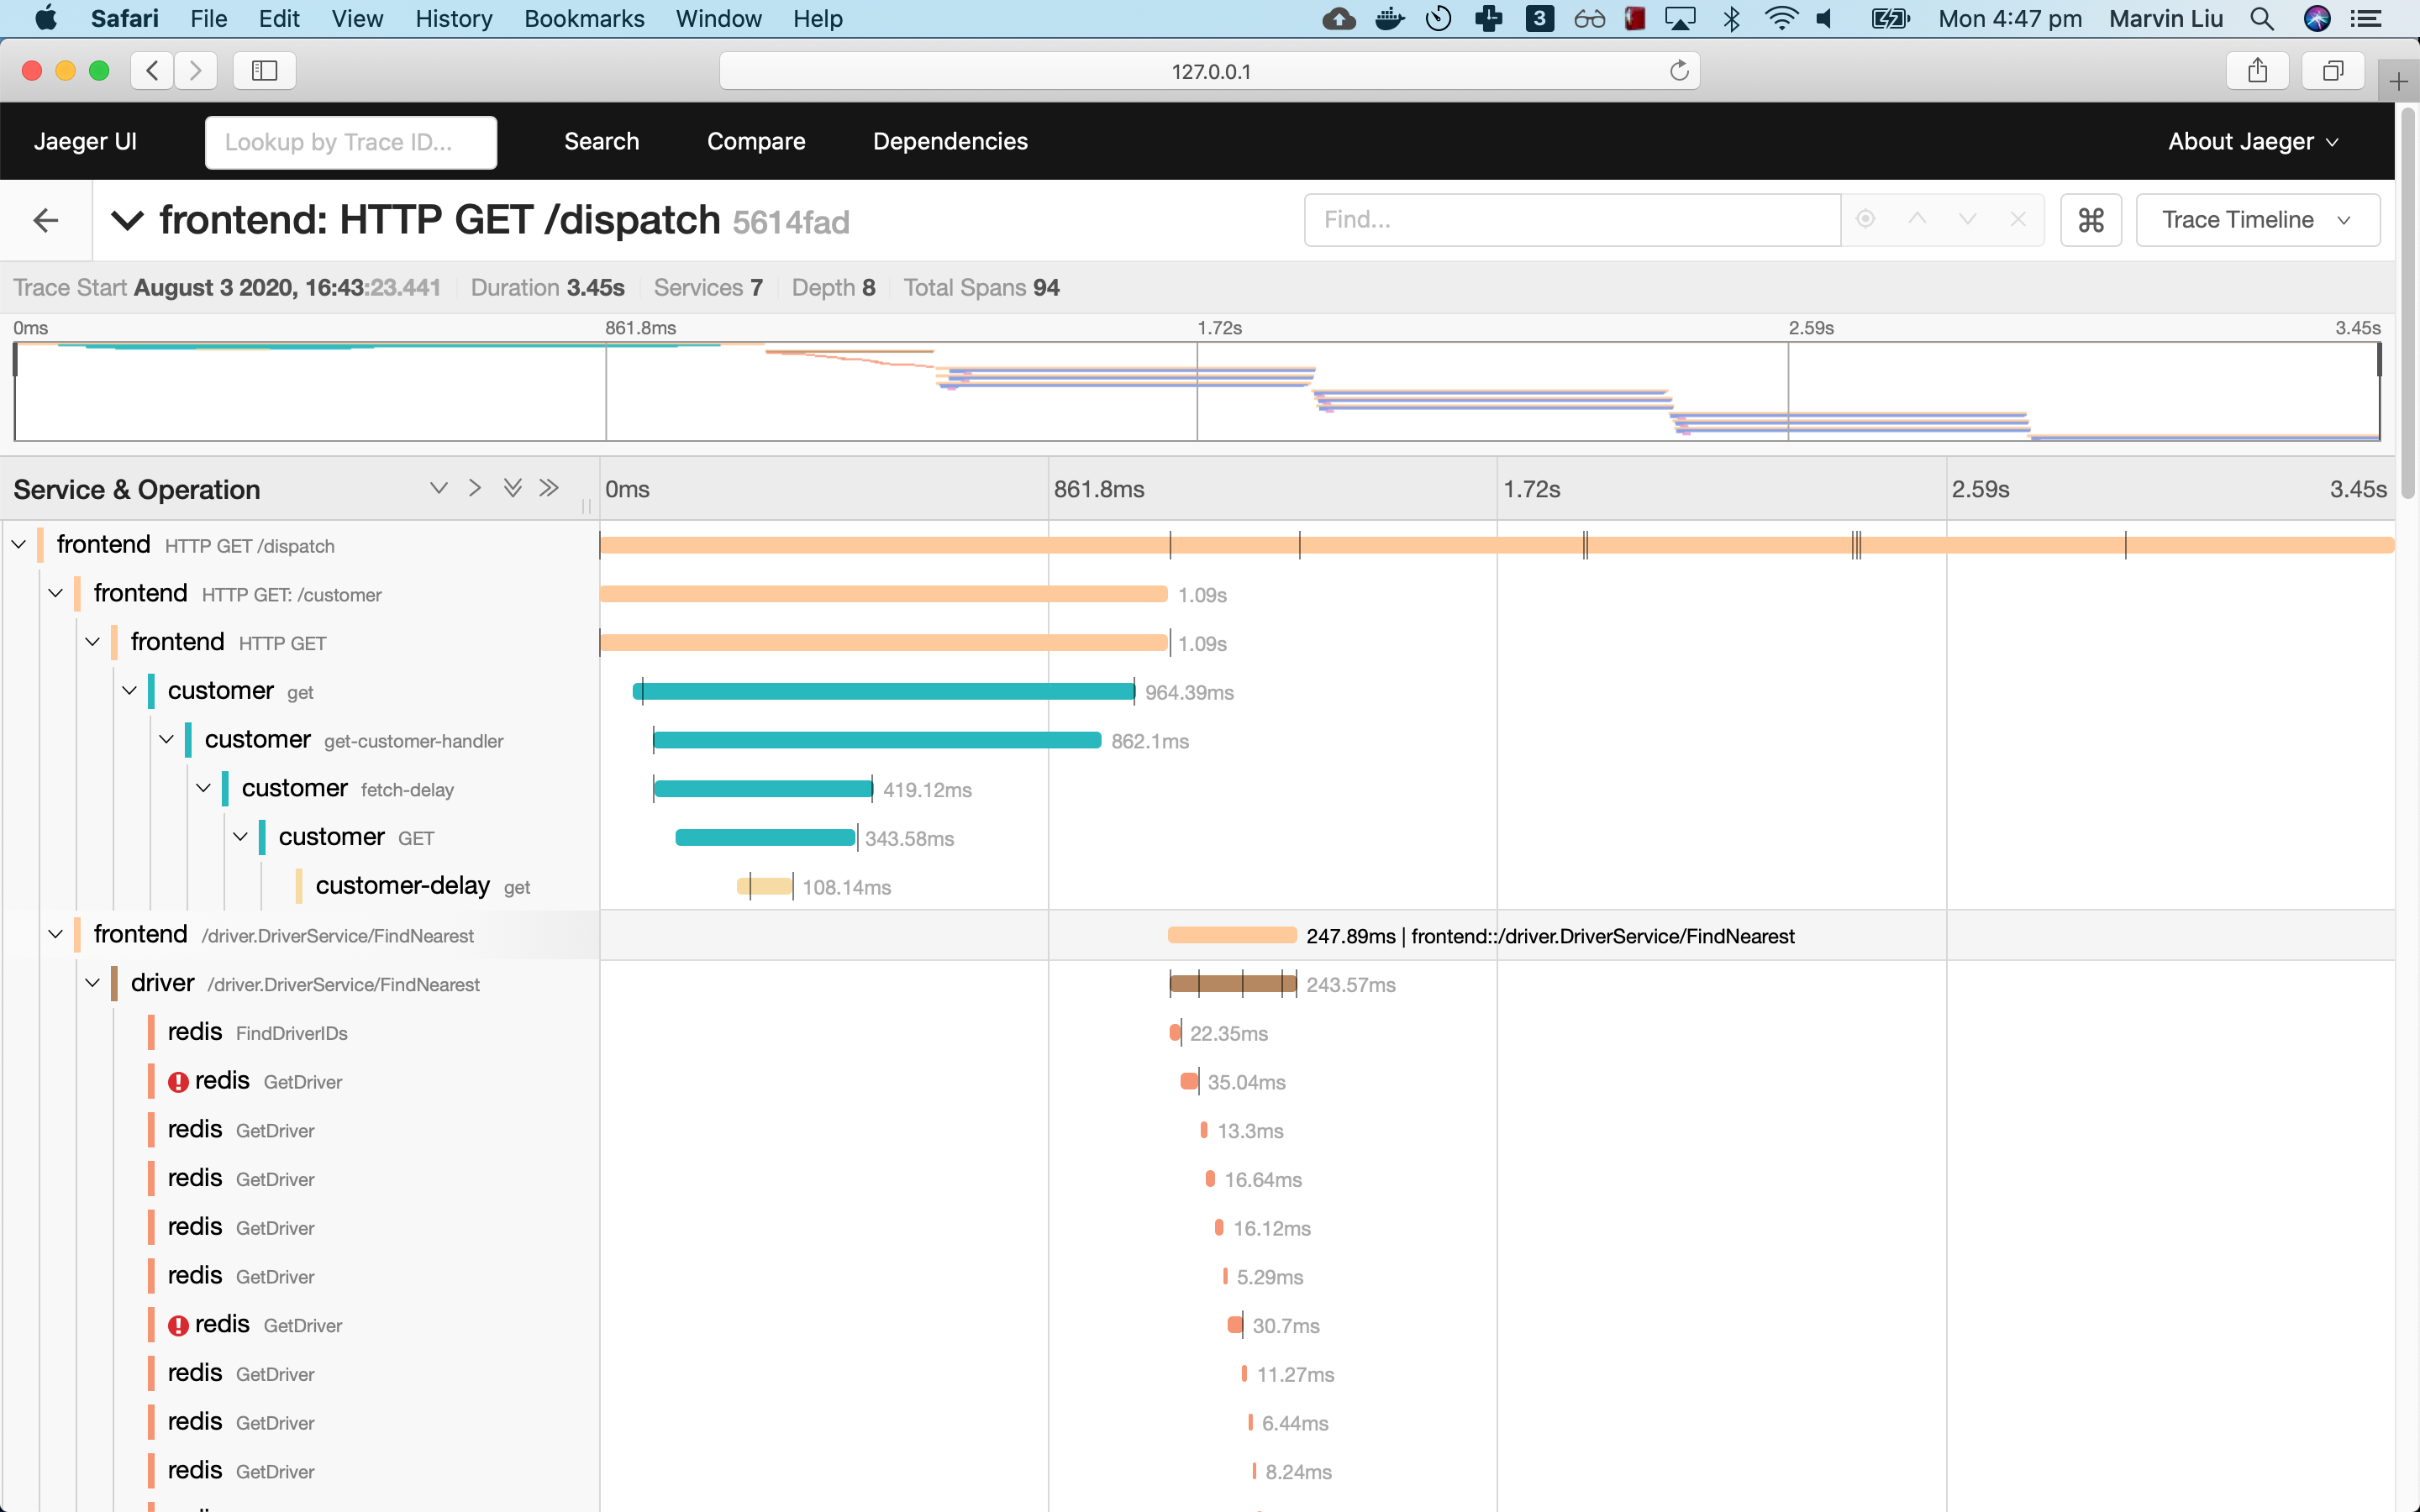 Safari File Edit View History Bookmarks Window Help 3 Mon 4:47 pm Marvin Liu
127.0.0.1
Jaeger UI Lookup by Trace ID... Search Compare Dependencies About Jaeger
frontend: HTTP GET /dispatch 5614fad Find... ⌘ Trace Timeline
Trace Start August 3 2020, 16:43:23.441 Duration 3.45s Services 7 Depth 8 Total Spans 94
0ms 861.8ms 1.72s 2.59s 3.45s
Service & Operation 0ms 861.8ms 1.72s 2.59s 3.45s
frontend HTTP GET /dispatch
frontend HTTP GET: /customer 1.09s
frontend HTTP GET 1.09s
customer get 964.39ms
customer get-customer-handler 862.1ms
customer fetch-delay 419.12ms
customer GET 343.58ms
customer-delay get 108.14ms
frontend /driver.DriverService/FindNearest 247.89ms | frontend::/driver.DriverService/FindNearest
driver /driver.DriverService/FindNearest 243.57ms
redis FindDriverIDs 22.35ms
redis GetDriver 35.04ms
redis GetDriver 13.3ms
redis GetDriver 16.64ms
redis GetDriver 16.12ms
redis GetDriver 5.29ms
redis GetDriver 30.7ms
redis GetDriver 11.27ms
redis GetDriver 6.44ms
redis GetDriver 8.24ms